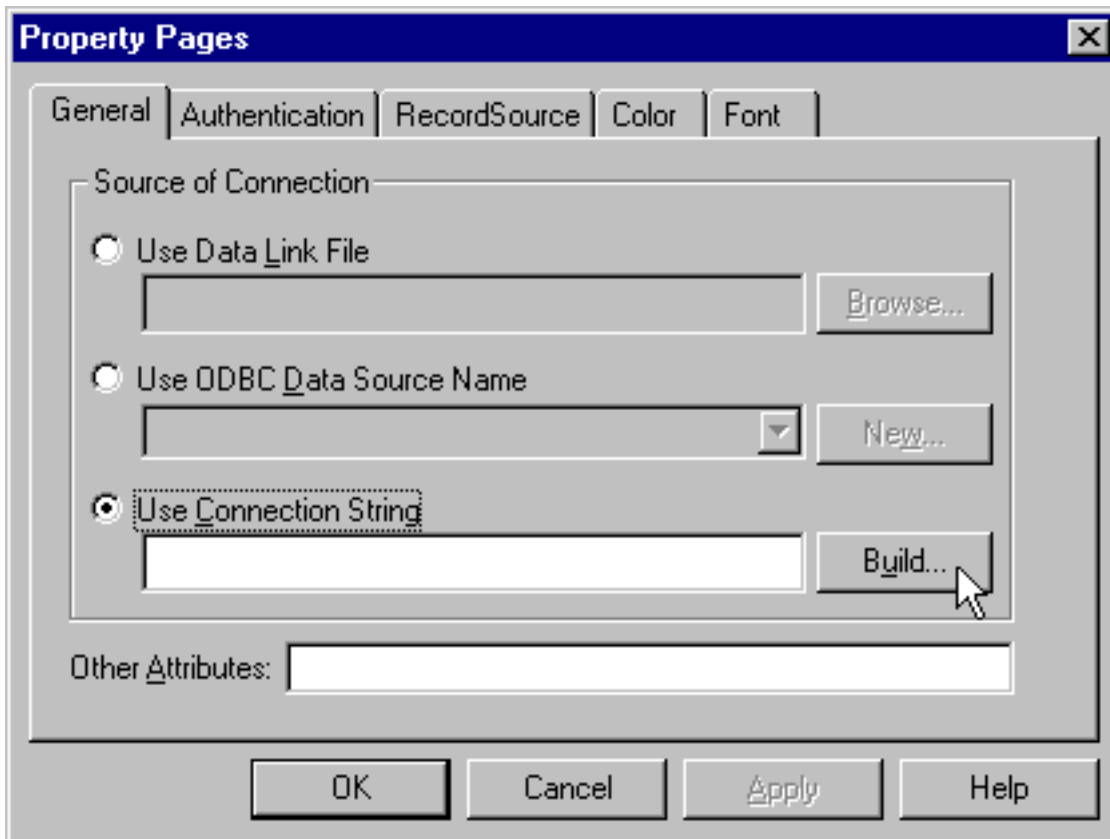 Property Pages
General Authentication RecordSource Color Font
Source of Connection
Use Data Link File
Browse...
Use ODBC Data Source Name
New...
Use Connection String
Build...
Other Attributes:
OK Cancel Apply Help